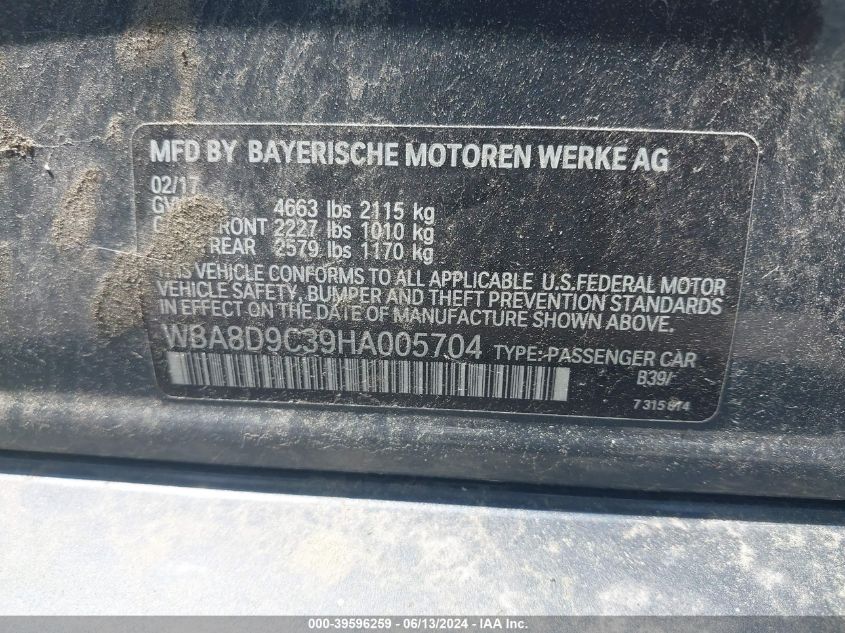 MFD BY BAYERISCHE MOTOREN WERKE AG
02/17
4663 lbs 2115 kg
FRONT 2227 lbs 1010 kg
REAR 2579 lbs 1170 kg
THIS VEHICLE CONFORMS TO ALL APPLICABLE U.S.FEDERAL MOTOR
VEHICLE SAFETY, BUMPER AND THEFT PREVENTION STANDARDS
IN EFFECT ON THE DATE OF MANUFACTURE SHOWN ABOVE.
WBA8D9C39HA005704 TYPE:-PASSENGER CAR
B39/
000-39596259 - 06/13/2024 - IAA Inc.